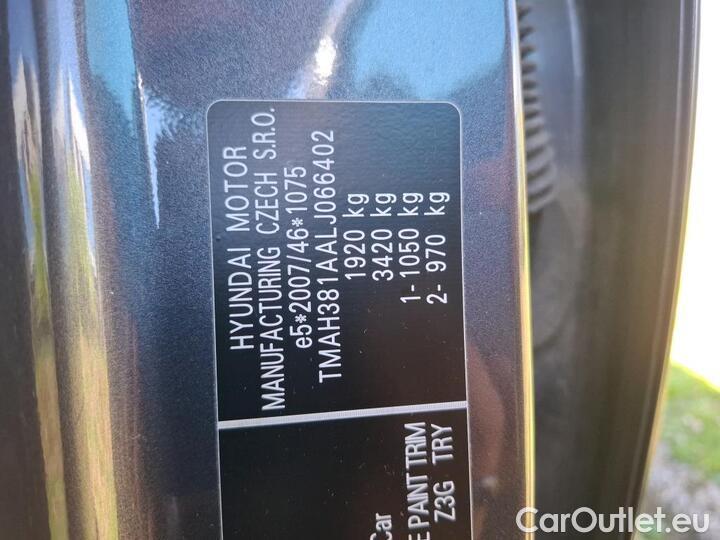 HYUNDAI MOTOR
MANUFACTURING CZECH S.R.O.
e5*2007/46*1075
TMAH381AALJ066402
1920 kg
3420 kg
1- 1050 kg
2- 970 kg
Car
E PAINT TRIM
Z3G TRY
CarOutlet.eu